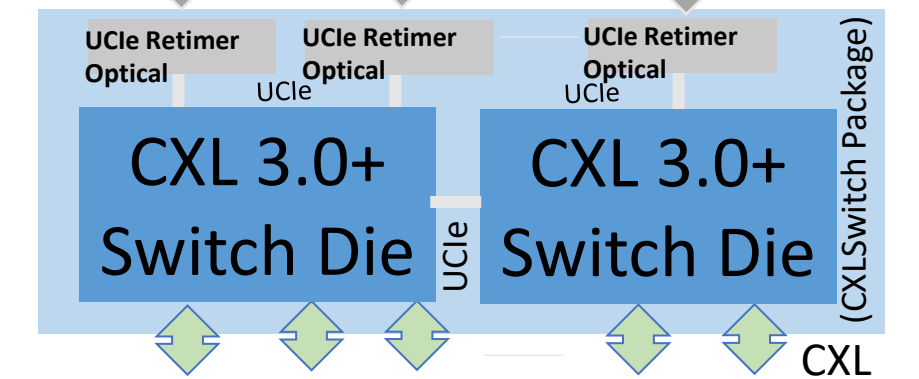 UCIe Retimer
Optical
UCIe Retimer
Optical
UCIe Retimer
Optical
UCIe
UCIe
CXL 3.0+
Switch Die
UCIe
CXL 3.0+
Switch Die
(CXLSwitch Package)
CXL